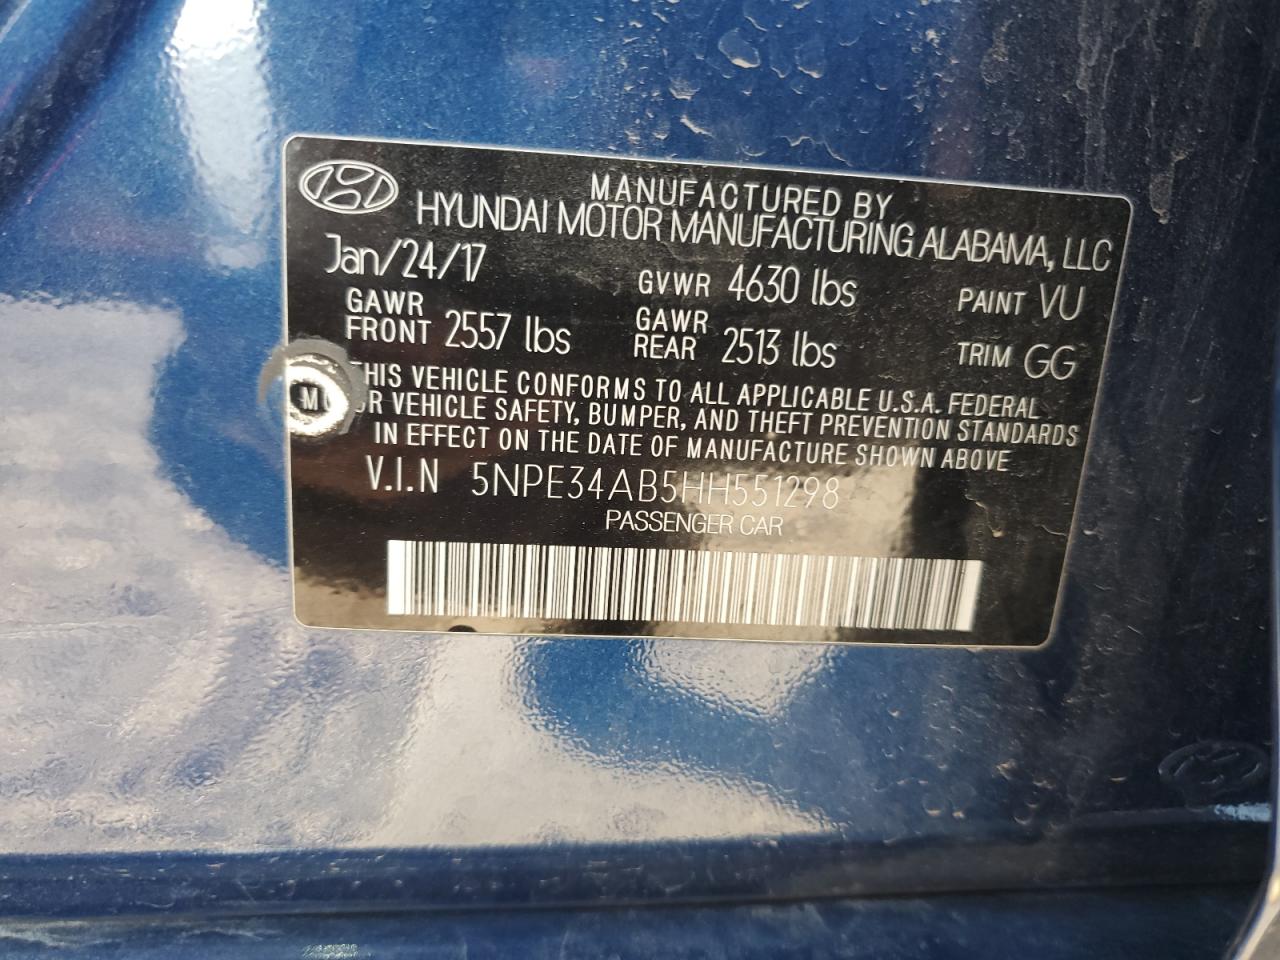 MANUFACTURED BY
HYUNDAI MOTOR MANUFACTURING ALABAMA, LLC
Jan/24/17 GVWR 4630 lbs PAINT VU
GAWR FRONT 2557 lbs GAWR REAR 2513 lbs TRIM GG
THIS VEHICLE CONFORMS TO ALL APPLICABLE U.S.A. FEDERAL
MOTOR VEHICLE SAFETY, BUMPER, AND THEFT PREVENTION STANDARDS
IN EFFECT ON THE DATE OF MANUFACTURE SHOWN ABOVE
V.I.N 5NPE34AB5HH551298
PASSENGER CAR